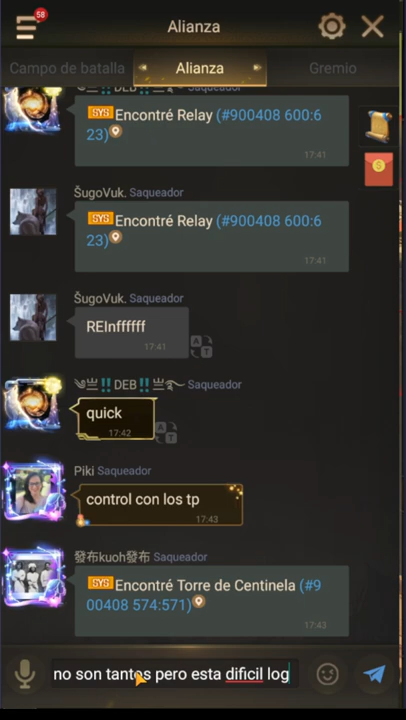 58
Alianza
Campo de batalla
Alianza
Gremio
DEB!! Saqueador
SYS Encontré Relay (#900408 600:6
23)
17:41
ŠugoVuk. Saqueador
SYS Encontré Relay (#900408 600:6
23)
17:41
ŠugoVuk. Saqueador
REInffffff
17:41
A
T
!!DEB!! Saqueador
quick
17:42
A
T
Piki Saqueador
control con los tp
17:43
發布kuoh發布 Saqueador
SYS Encontré Torre de Centinela (#9
00408 574:571)
17:43
no son tantos pero esta dificil log